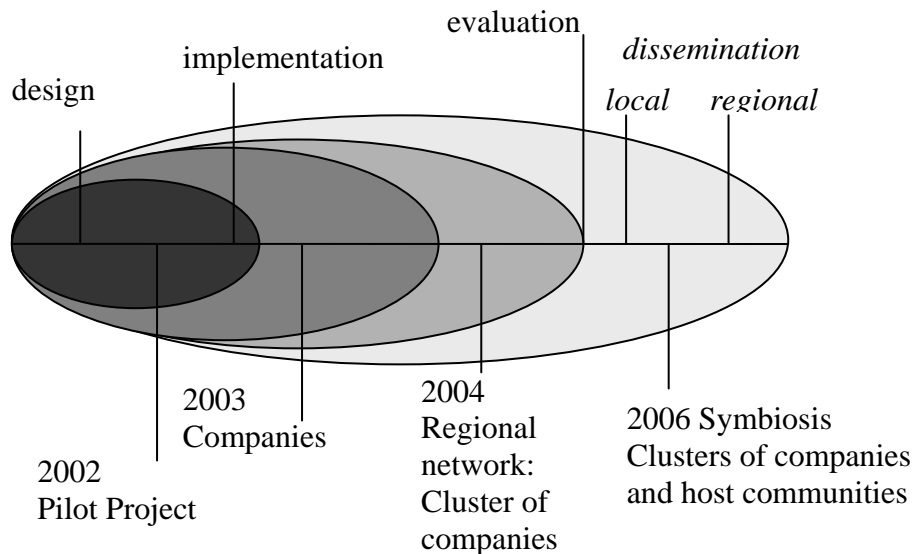 evaluation
dissemination
implementation
design
local regional
2003
Companies
2004
Regional
network:
Cluster of
companies
2006 Symbiosis
Clusters of companies
and host communities
2002
Pilot Project